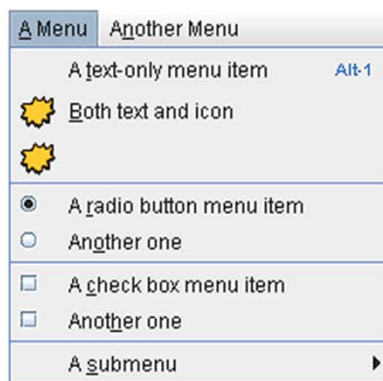 A Menu Another Menu
A text-only menu item Alt-1
Both text and icon
A radio button menu item
Another one
A check box menu item
Another one
A submenu